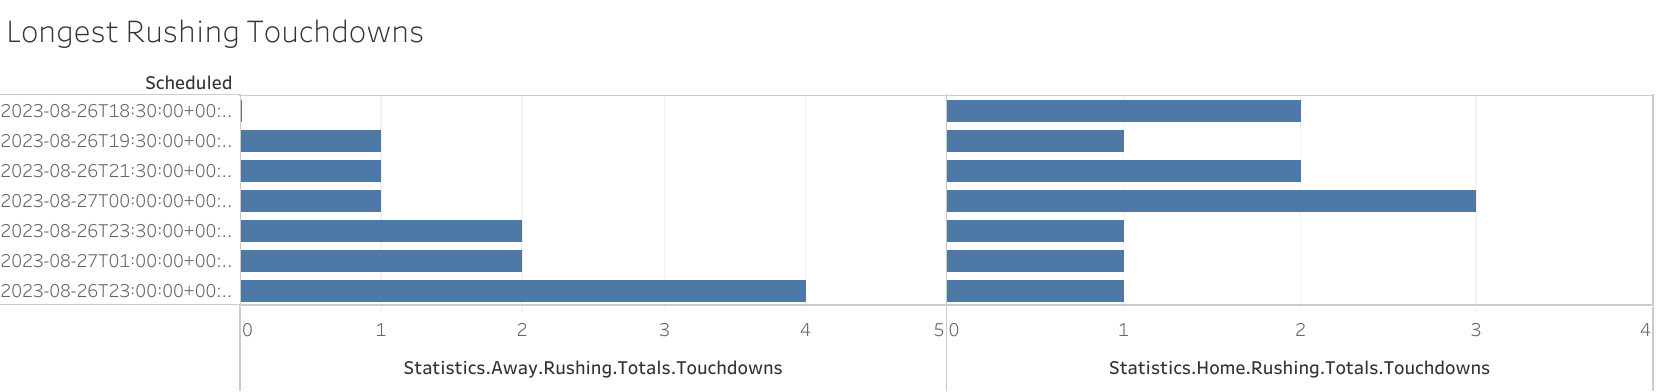 Longest Rushing Touchdowns
Scheduled
2023-08-26T18:30:00+00:..
2023-08-26T19:30:00+00:..
2023-08-26T21:30:00+00:..
2023-08-27T00:00:00+00:..
2023-08-26T23:30:00+00:..
2023-08-27T01:00:00+00:..
2023-08-26T23:00:00+00:..
0 1 2 3 4 5 0 1 2 3 4
Statistics.Away.Rushing.Totals.Touchdowns Statistics.Home.Rushing.Totals.Touchdowns